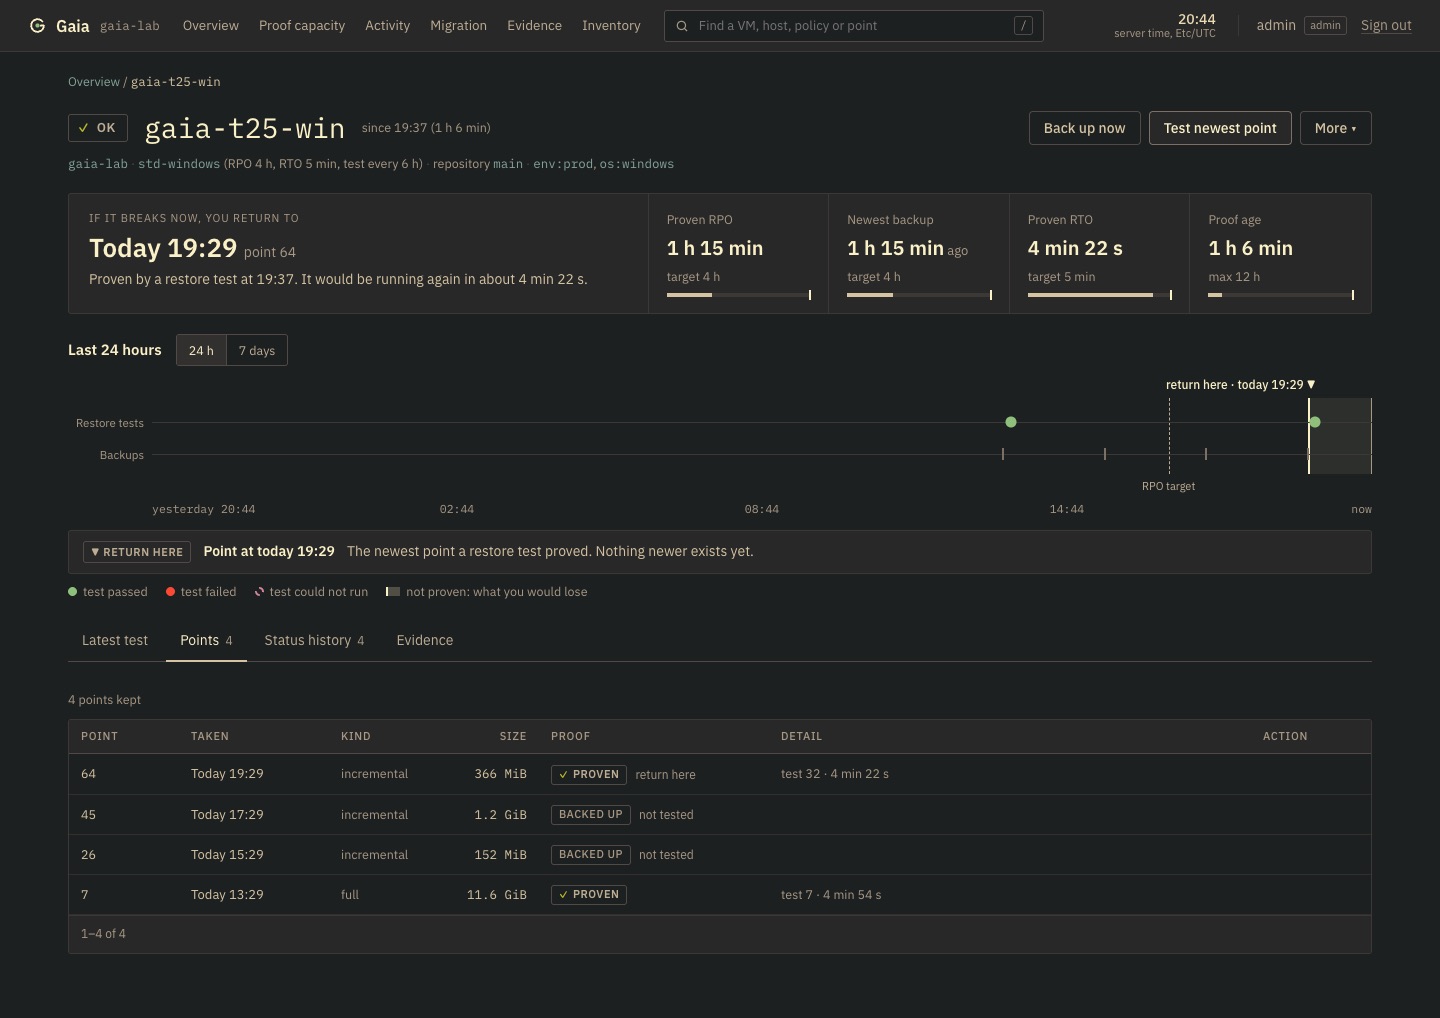 Gaia gaia-lab Overview Proof capacity Activity Migration Evidence Inventory Find a VM, host, policy or point / 20:44 admin admin Sign out
server time, Etc/UTC
Overview / gaia-t25-win
✓ OK gaia-t25-win since 19:37 (1 h 6 min) Back up now Test newest point More ▾
gaia-lab · std-windows (RPO 4 h, RTO 5 min, test every 6 h) · repository main · env:prod, os:windows
IF IT BREAKS NOW, YOU RETURN TO
Today 19:29 point 64
Proven by a restore test at 19:37. It would be running again in about 4 min 22 s.
Proven RPO
1 h 15 min
target 4 h
Newest backup
1 h 15 min ago
target 4 h
Proven RTO
4 min 22 s
target 5 min
Proof age
1 h 6 min
max 12 h
Last 24 hours 24 h 7 days
return here · today 19:29 ▼
Restore tests
Backups
RPO target
yesterday 20:44 02:44 08:44 14:44 now
▼ RETURN HERE Point at today 19:29 The newest point a restore test proved. Nothing newer exists yet.
test passed test failed test could not run not proven: what you would lose
Latest test Points 4 Status history 4 Evidence
4 points kept
POINT TAKEN KIND SIZE PROOF DETAIL ACTION
64 Today 19:29 incremental 366 MiB ✓ PROVEN return here test 32 · 4 min 22 s
45 Today 17:29 incremental 1.2 GiB BACKED UP not tested
26 Today 15:29 incremental 152 MiB BACKED UP not tested
7 Today 13:29 full 11.6 GiB ✓ PROVEN test 7 · 4 min 54 s
1–4 of 4